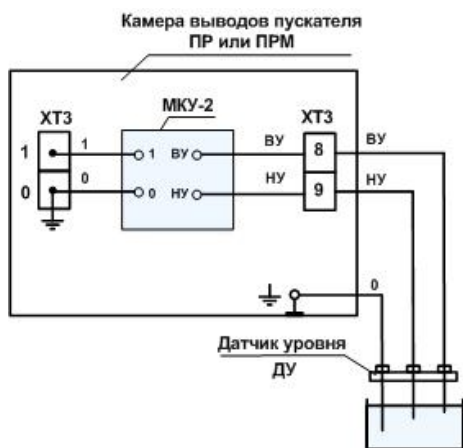 Камера выводов пускателя
ПР или ПРМ
МКУ-2
ХТ3
ХТ3
1
1
1
ВУ
ВУ
8
ВУ
0
0
0
НУ
НУ
9
НУ
0
Датчик уровня
ДУ